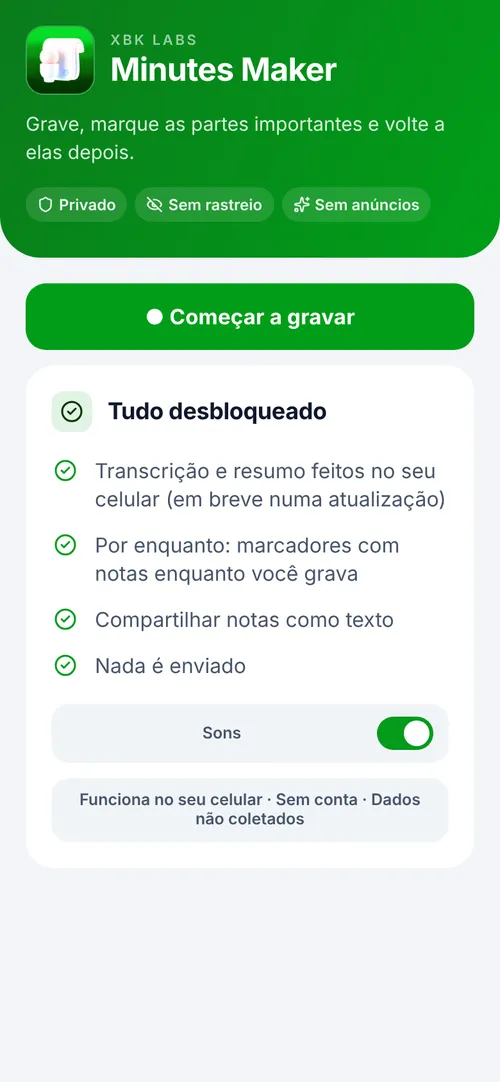 XBK LABS
Minutes Maker
Grave, marque as partes importantes e volte a
elas depois.
Privado
Sem rastreio
Sem anúncios
Começar a gravar
Tudo desbloqueado
Transcrição e resumo feitos no seu
celular (em breve numa atualização)
Por enquanto: marcadores com
notas enquanto você grava
Compartilhar notas como texto
Nada é enviado
Sons
Funciona no seu celular · Sem conta · Dados
não coletados